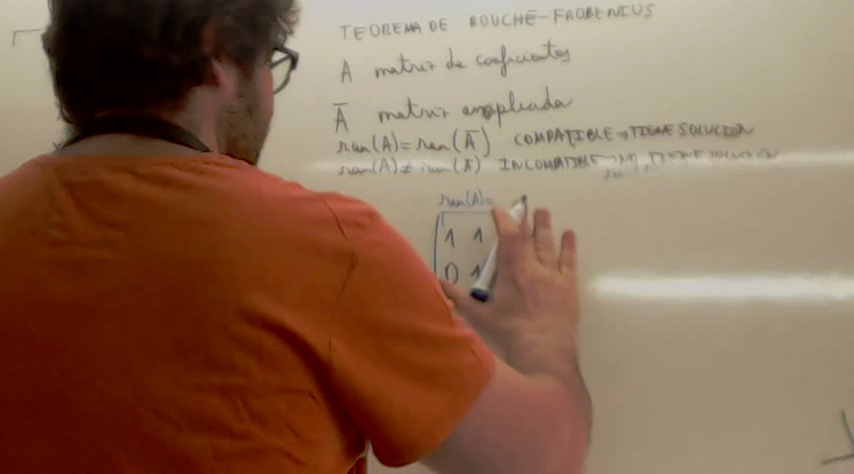 TEOREMA DE ROUCHÉ-FROBENIUS
A matriz de coeficientes
Ā matriz ampliada
ran(A)=ran(Ā) COMPATIBLE → TIENE SOLUCIÓN
ran(A)≠ran(Ā) INCOMPATIBLE → NO TIENE SOLUCIÓN
ran(A)=
1 1
0 1